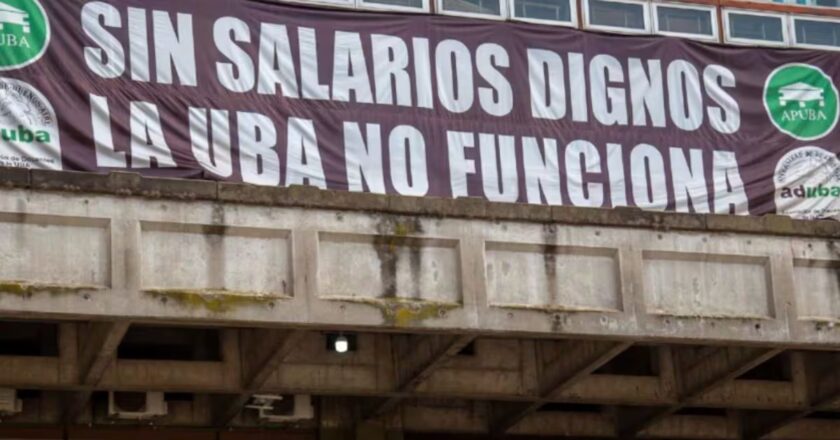 SIN SALARIOS DIGNOS
LA UBA NO FUNCIONA
APUBA
APUBA
aduba
aduba